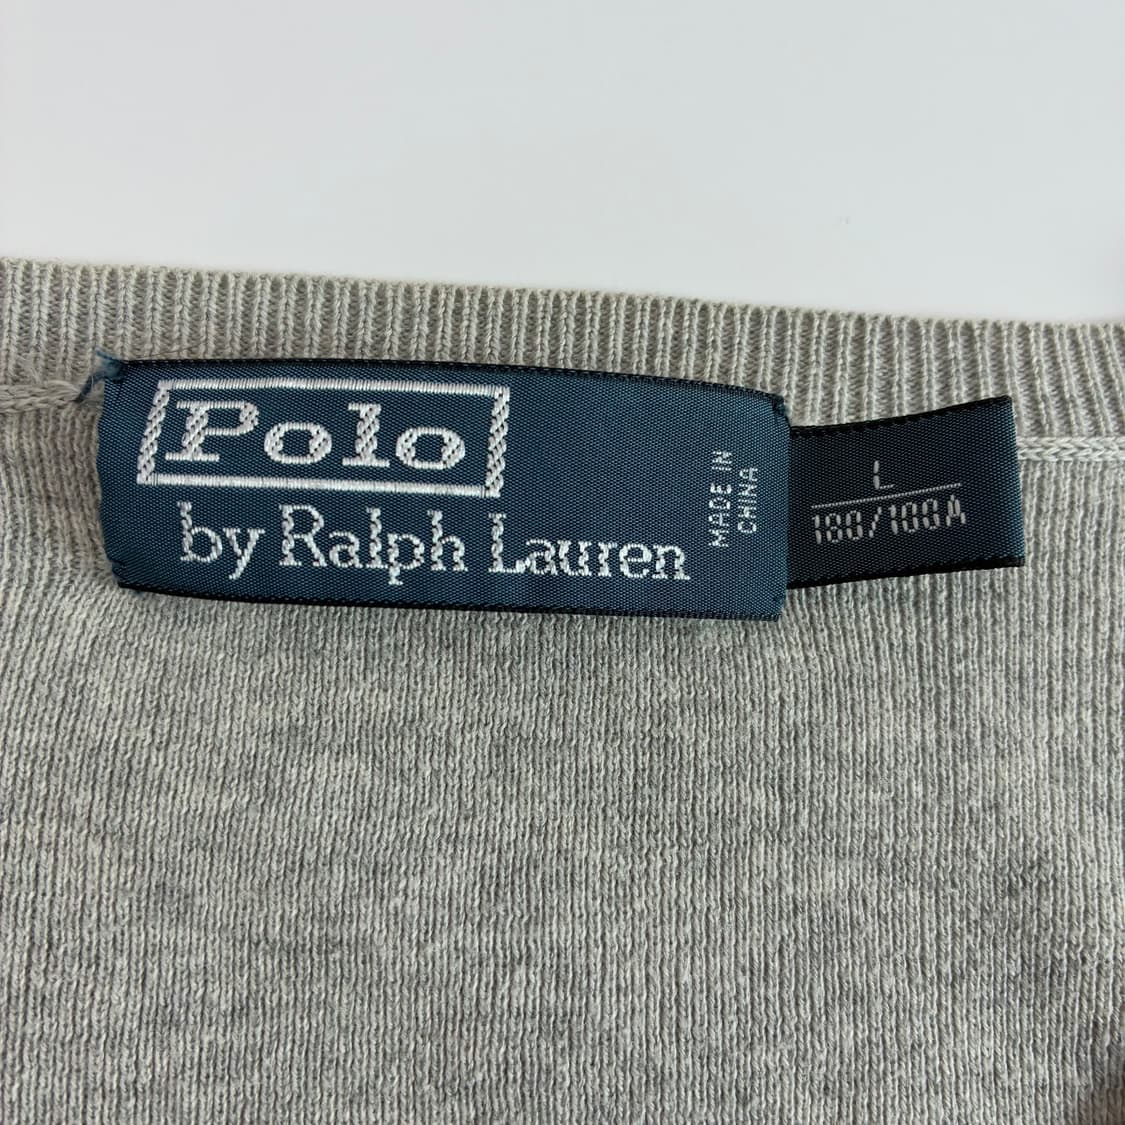 Polo
by Ralph Lauren
MADE IN
CHINA
L
180/100A